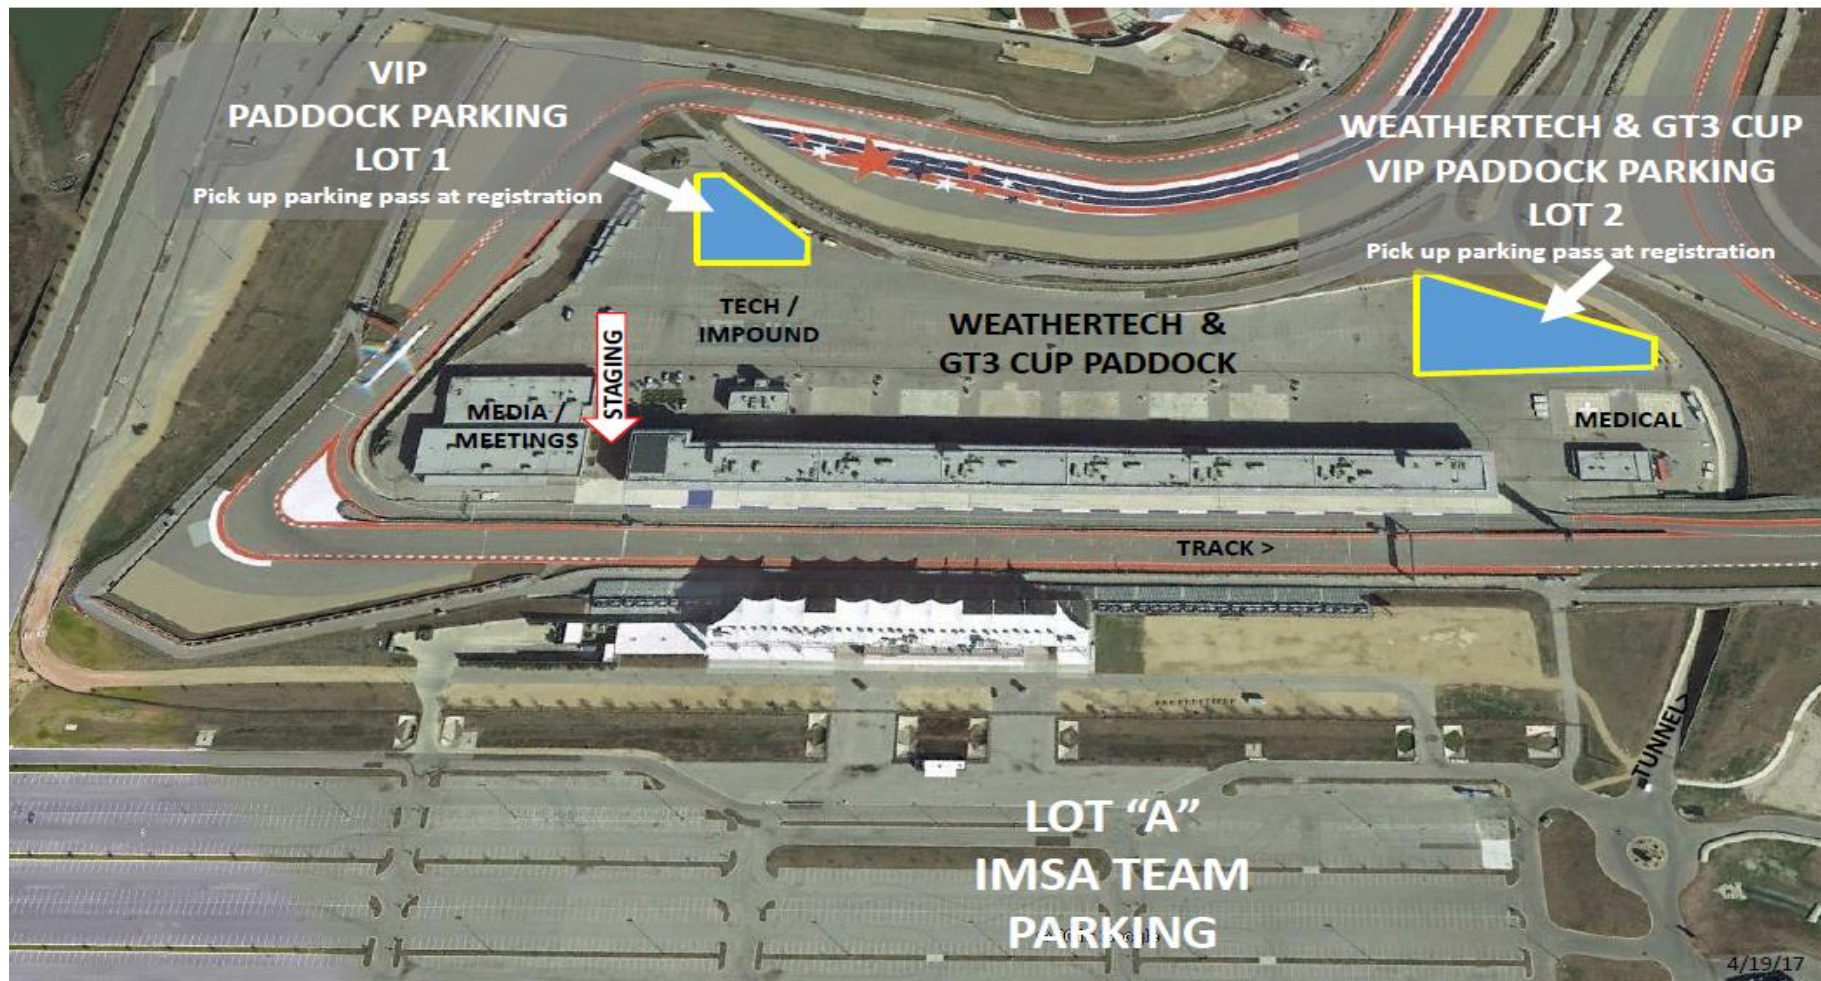 VIP
PADDOCK PARKING
LOT 1
Pick up parking pass at registration
WEATHERTECH & GT3 CUP
VIP PADDOCK PARKING
LOT 2
Pick up parking pass at registration
TECH /
IMPOUND
WEATHERTECH &
GT3 CUP PADDOCK
STAGING
MEDIA /
MEETINGS
MEDICAL
TRACK >
TUNNEL>
LOT “A”
IMSA TEAM
PARKING
4/19/17